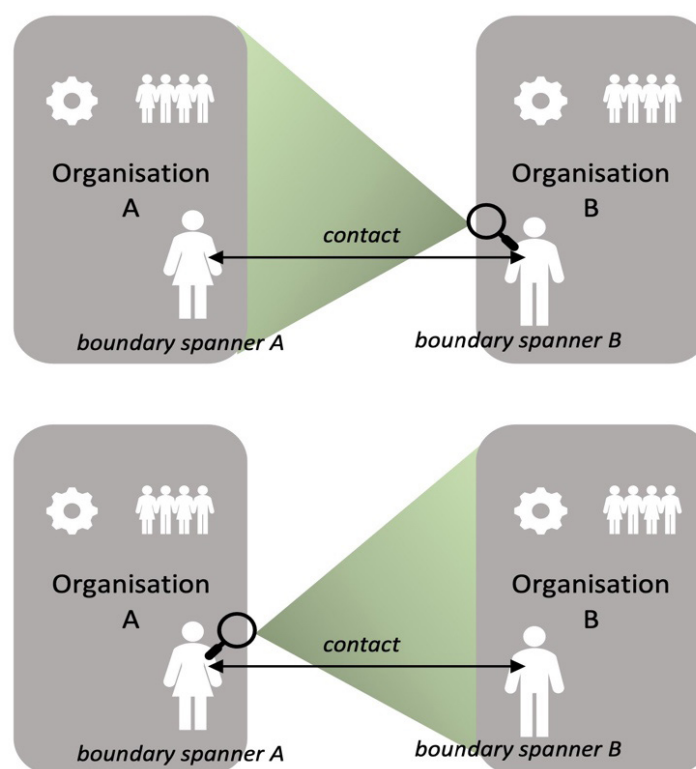 Organisation
A
Organisation
B
contact
boundary spanner A
boundary spanner B
Organisation
A
Organisation
B
contact
boundary spanner A
boundary spanner B